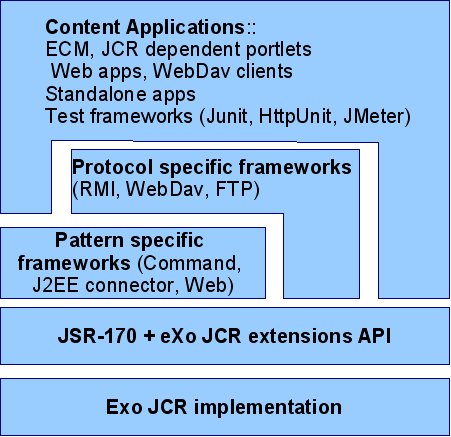 Content Applications::
ECM, JCR dependent portlets
Web apps, WebDav clients
Standalone apps
Test frameworks (Junit, HttpUnit, JMeter)
Protocol specific frameworks
(RMI, WebDav, FTP)
Pattern specific
frameworks (Command,
J2EE connector, Web)
JSR-170 + eXo JCR extensions API
Exo JCR implementation